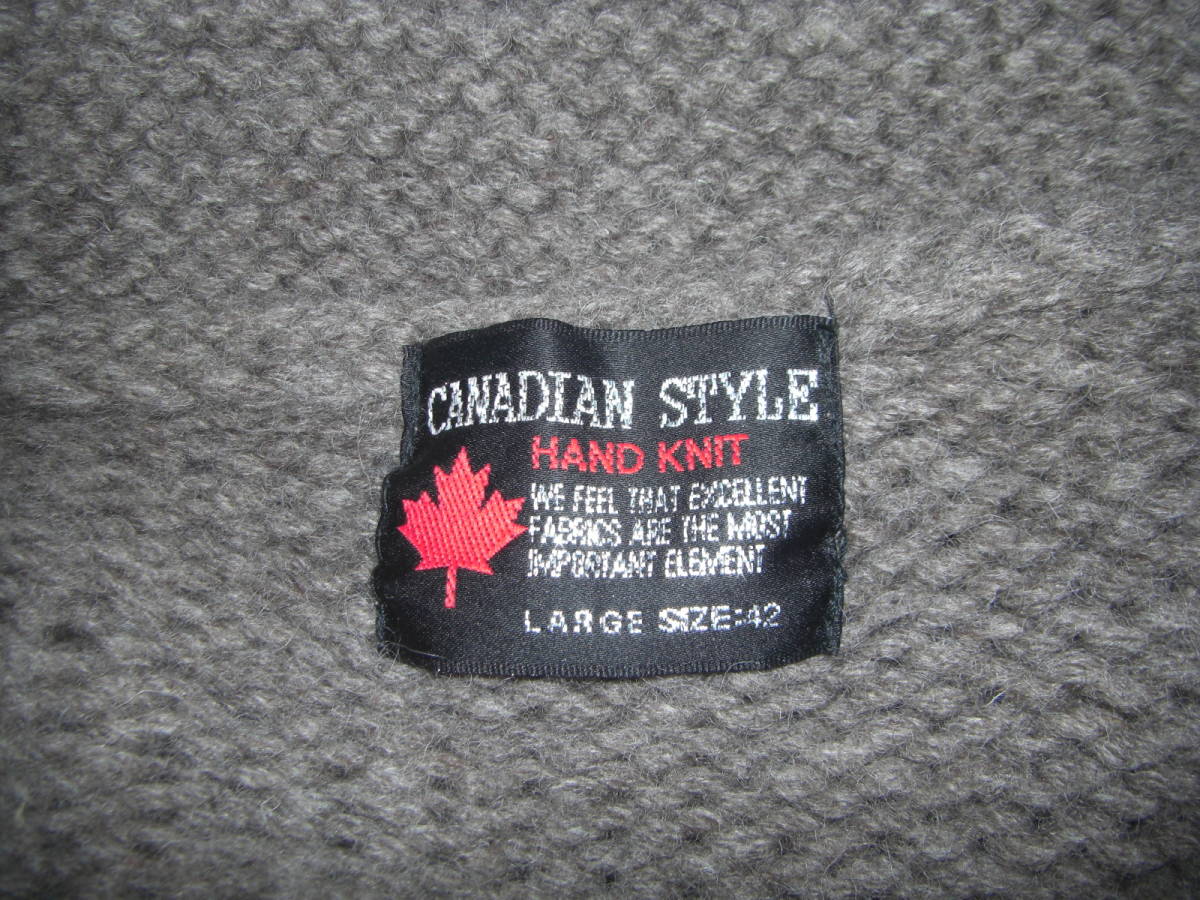 CANADIAN STYLE
HAND KNIT
WE FEEL THAT EXCELLENT
FABRICS ARE THE MOST
IMPORTANT ELEMENT
LARGE SIZE:42